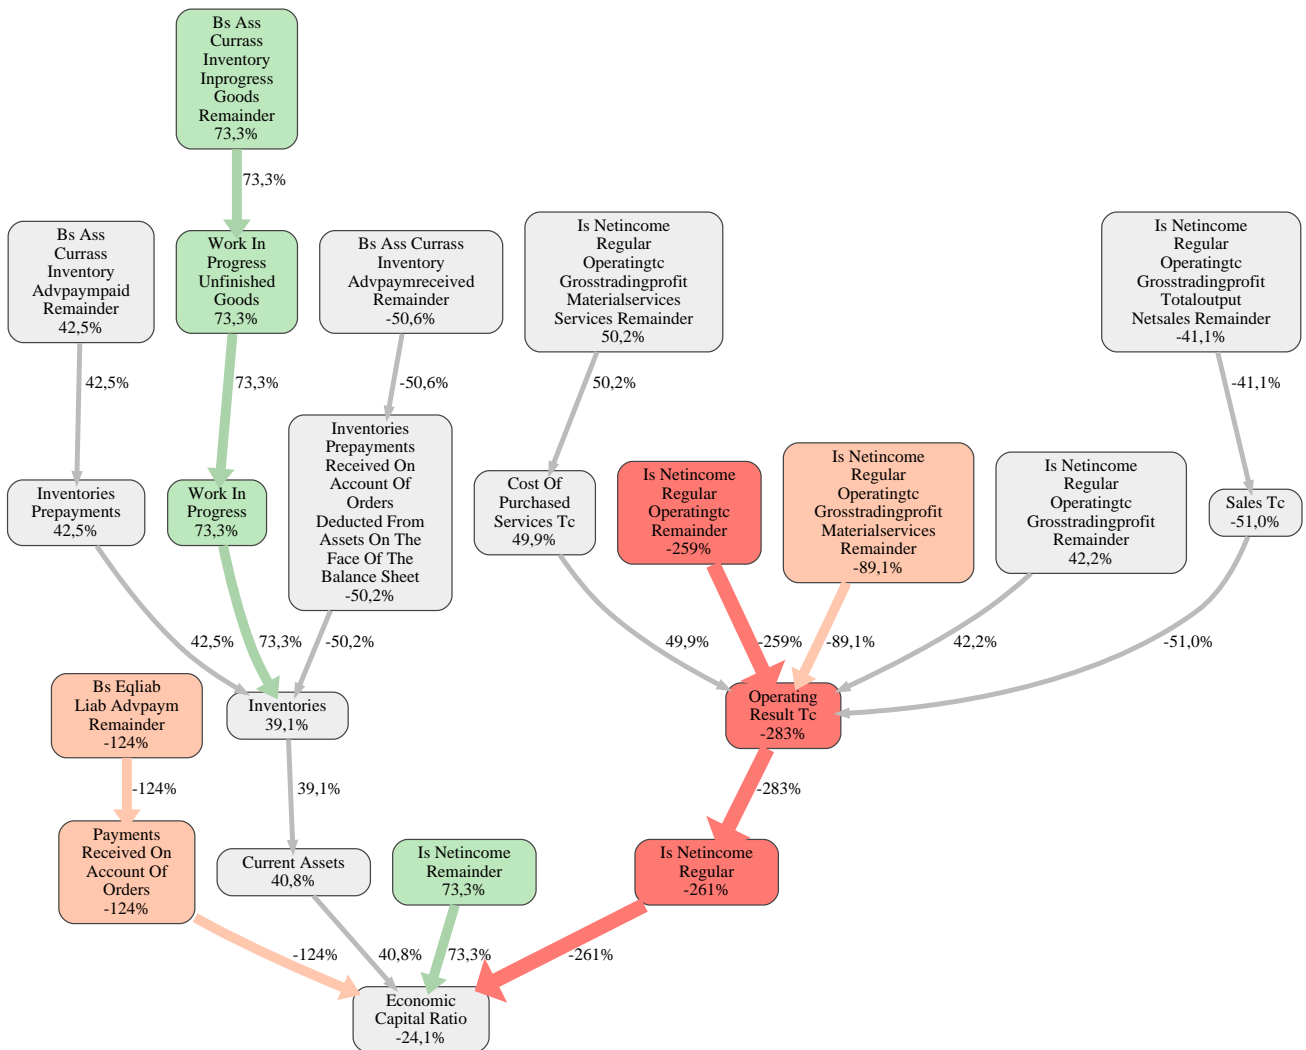 Bs Ass
Currass
Inventory
Inprogress
Goods
Remainder
73,3%
73,3%
Bs Ass
Currass
Inventory
Advpaympaid
Remainder
42,5%
Work In
Progress
Unfinished
Goods
73,3%
Bs Ass Currass
Inventory
Advpaymreceived
Remainder
-50,6%
Is Netincome
Regular
Operatingtc
Grosstradingprofit
Materialservices
Services Remainder
50,2%
Is Netincome
Regular
Operatingtc
Grosstradingprofit
Totaloutput
Netsales Remainder
-41,1%
42,5%
73,3%
-50,6%
50,2%
-41,1%
Inventories
Prepayments
42,5%
Work In
Progress
73,3%
Inventories
Prepayments
Received On
Account Of
Orders
Deducted From
Assets On The
Face Of The
Balance Sheet
-50,2%
Cost Of
Purchased
Services Tc
49,9%
Is Netincome
Regular
Operatingtc
Remainder
-259%
Is Netincome
Regular
Operatingtc
Grosstradingprofit
Materialservices
Remainder
-89,1%
Is Netincome
Regular
Operatingtc
Grosstradingprofit
Remainder
42,2%
Sales Tc
-51,0%
42,5%
73,3%
-50,2%
49,9%
-259%
-89,1%
42,2%
-51,0%
Bs Eqliab
Liab Advpaym
Remainder
-124%
Inventories
39,1%
Operating
Result Tc
-283%
-124%
39,1%
-283%
Payments
Received On
Account Of
Orders
-124%
Current Assets
40,8%
Is Netincome
Remainder
73,3%
Is Netincome
Regular
-261%
-124%
40,8%
73,3%
-261%
Economic
Capital Ratio
-24,1%